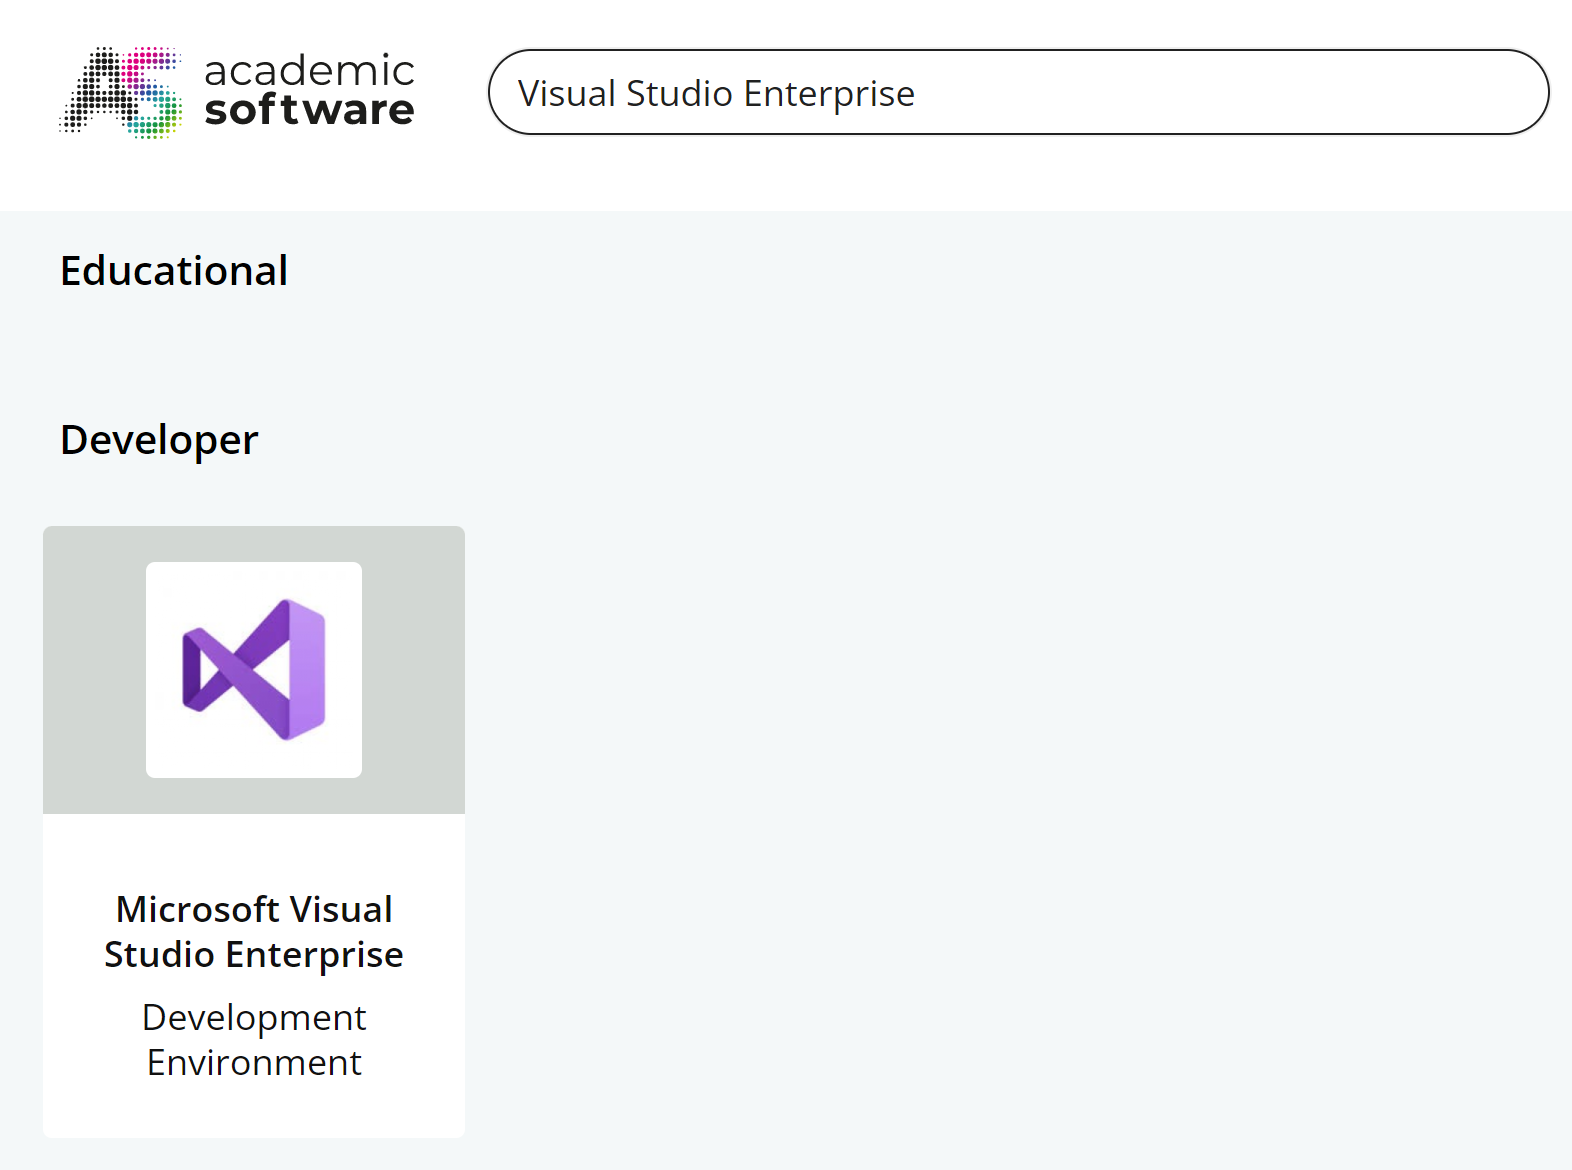 academic
software
Visual Studio Enterprise
Educational
Developer
Microsoft Visual
Studio Enterprise
Development
Environment